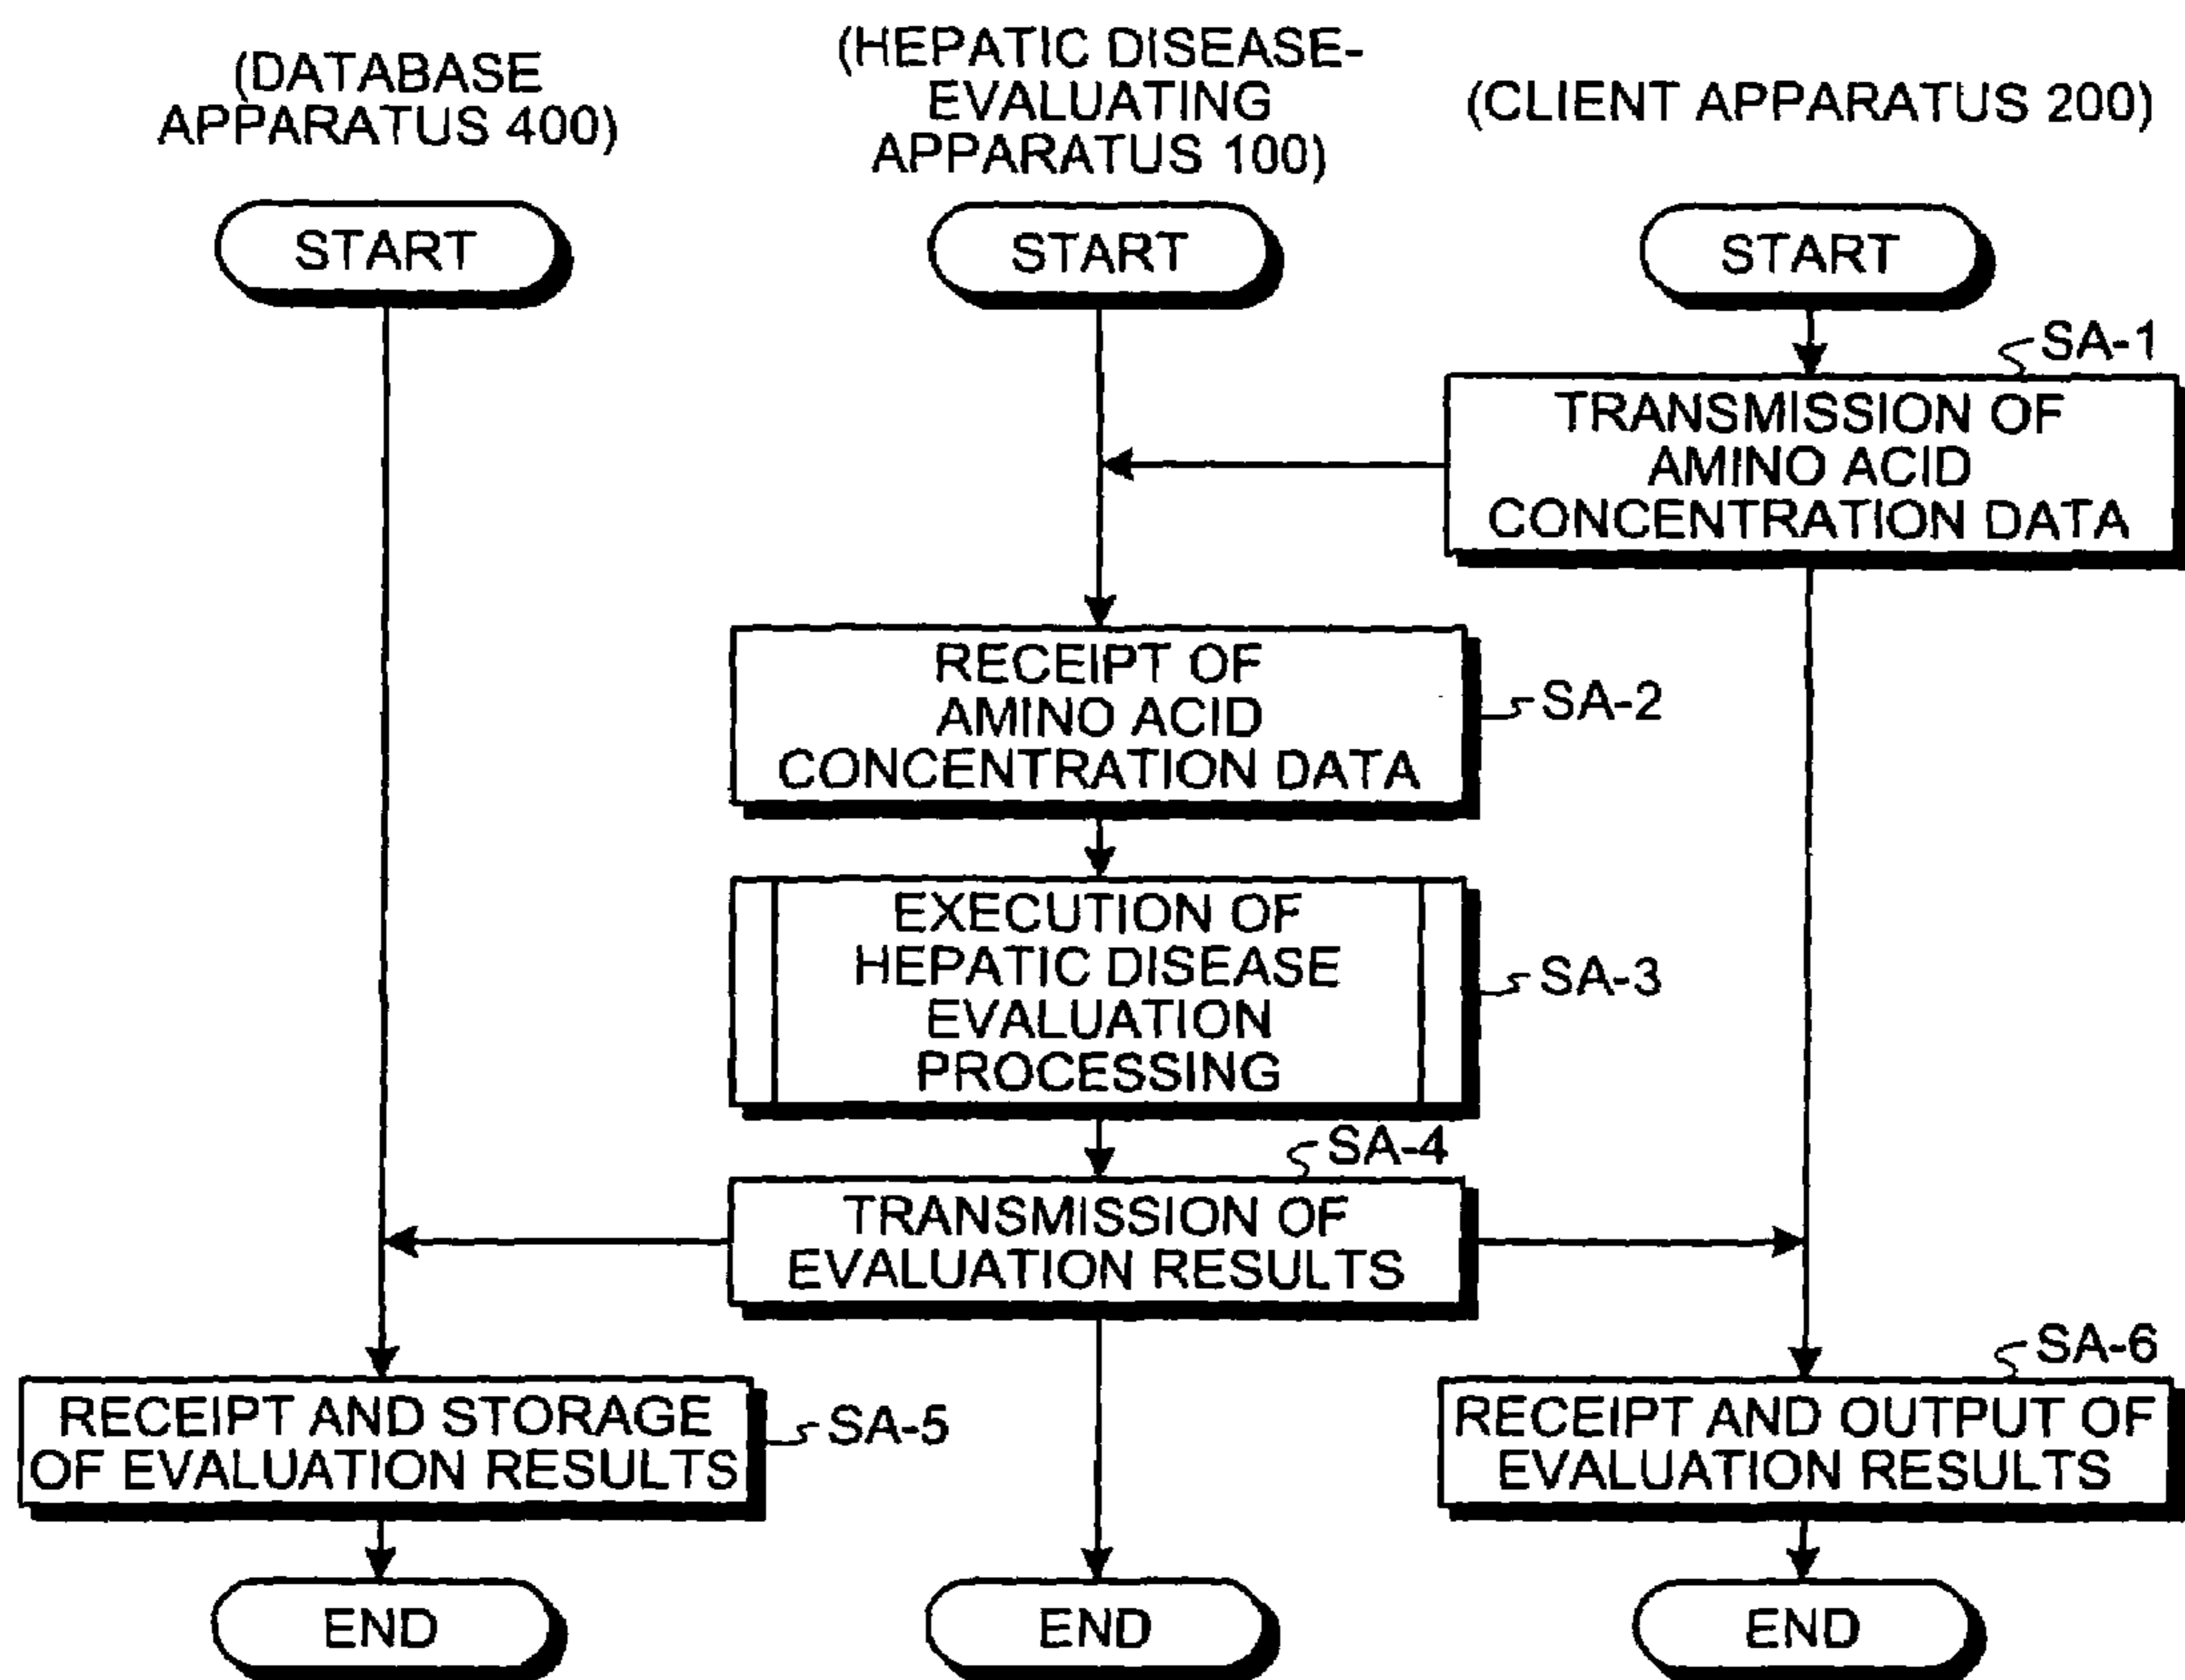 (DATABASE
APPARATUS 400)
(HEPATIC DISEASE-
EVALUATING
APPARATUS 100)
(CLIENT APPARATUS 200)
START
START
START
SA-1
TRANSMISSION OF
AMINO ACID
CONCENTRATION DATA
RECEIPT OF
AMINO ACID
CONCENTRATION DATA
SA-2
EXECUTION OF
HEPATIC DISEASE
EVALUATION
PROCESSING
SA-3
SA-4
TRANSMISSION OF
EVALUATION RESULTS
RECEIPT AND STORAGE
OF EVALUATION RESULTS
SA-5
SA-6
RECEIPT AND OUTPUT OF
EVALUATION RESULTS
END
END
END